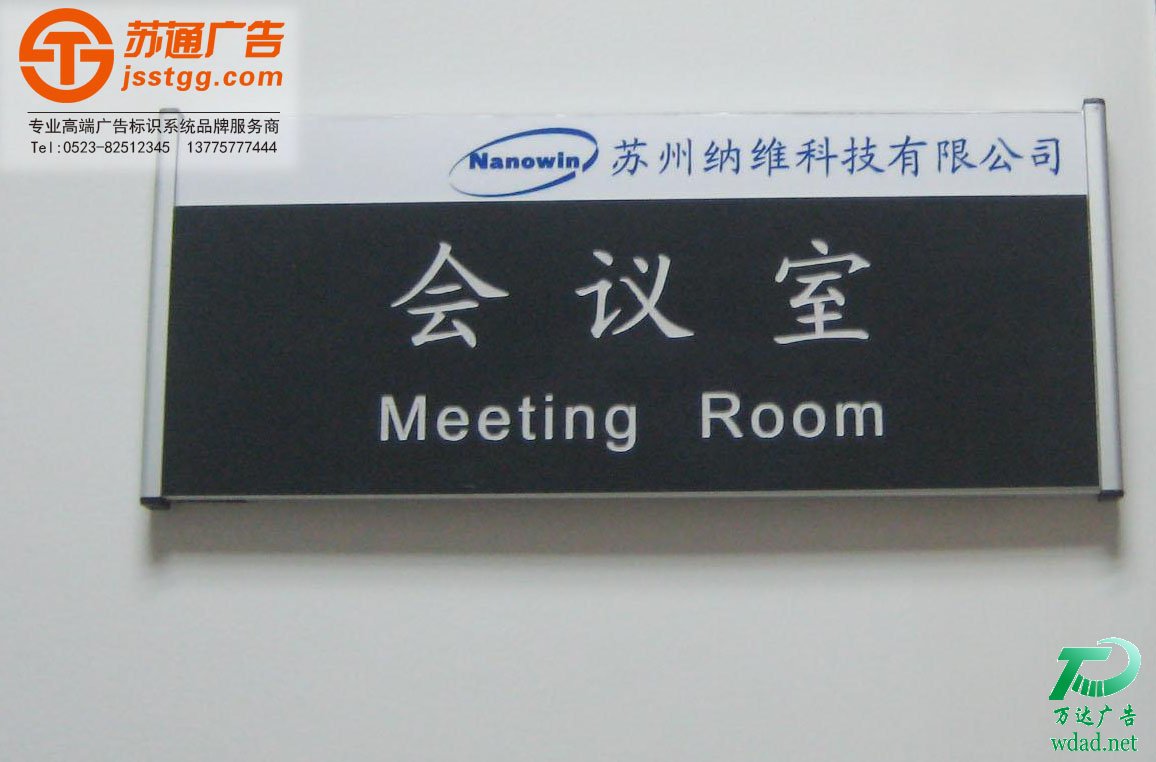 苏通广告
jsstgg.com
专业高端广告标识系统品牌服务商
Tel:0523-82512345 13775777444
Nanowin 苏州纳维科技有限公司
会议室
Meeting Room
万达广告
wdad.net